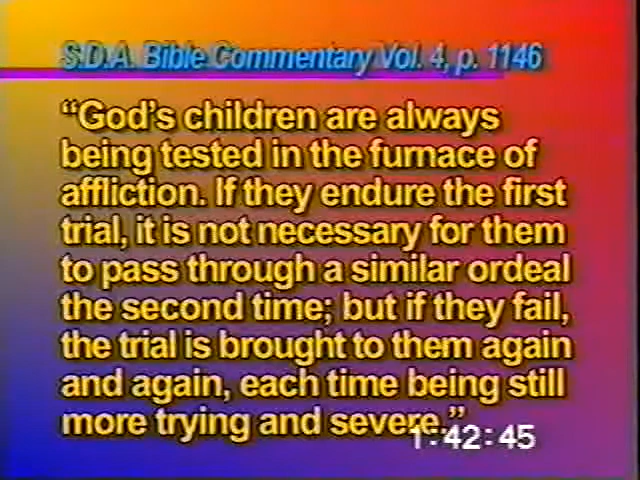 S.D.A. Bible Commentary Vol. 4, p. 1146
“God’s children are always
being tested in the furnace of
affliction. If they endure the first
trial, it is not necessary for them
to pass through a similar ordeal
the second time; but if they fail,
the trial is brought to them again
and again, each time being still
more trying and severe.”
1:42:45